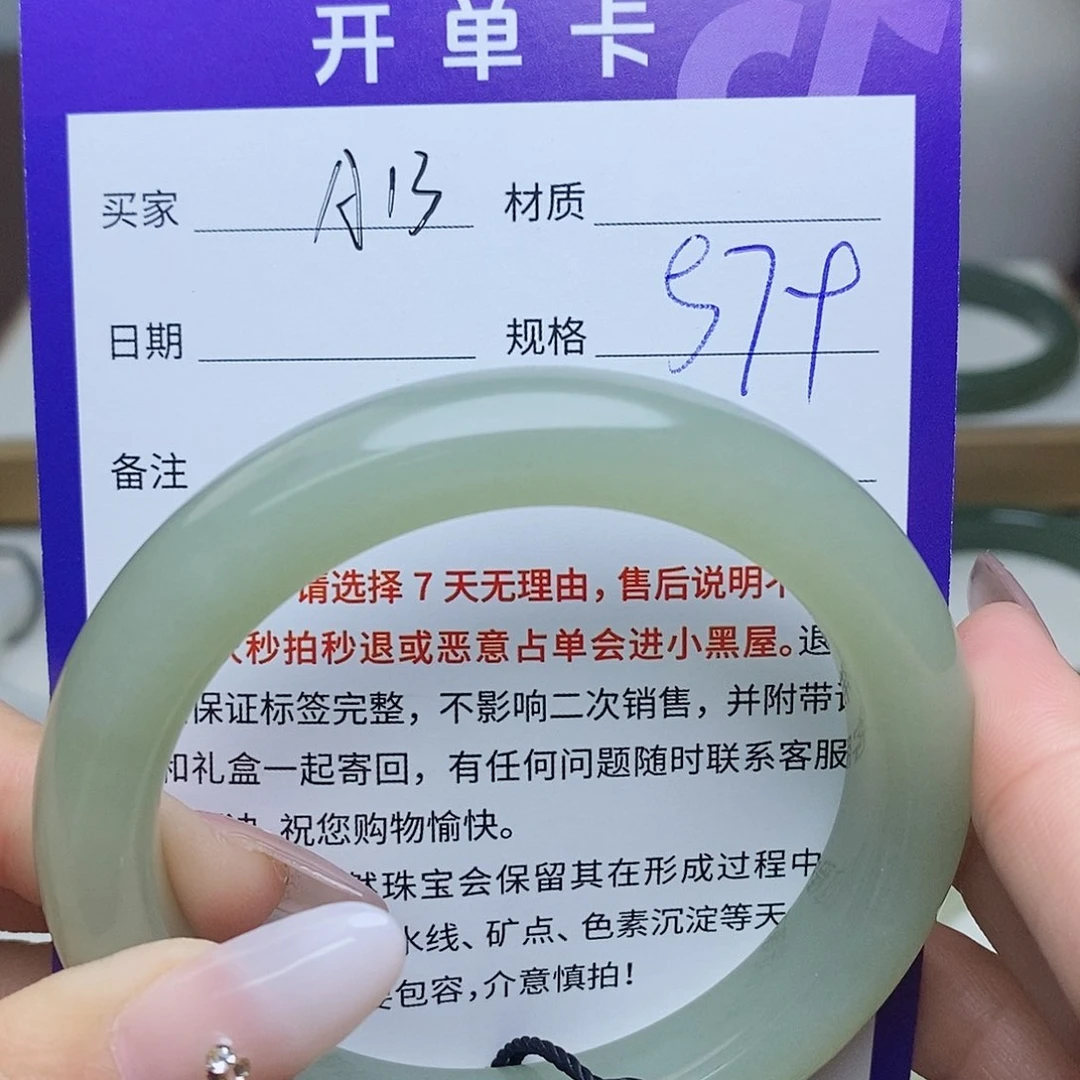 开单卡
买家 A13 材质
日期 规格 57
备注
请选择 7 天无理由，售后说明
秒拍秒退或恶意占单会进小黑屋。退
保证标签完整，不影响二次销售，并附带
和礼盒一起寄回，有任何问题随时联系客服
祝您购物愉快。
然珠宝会保留其在形成过程中
水线、矿点、色素沉淀等天
包容，介意慎拍！